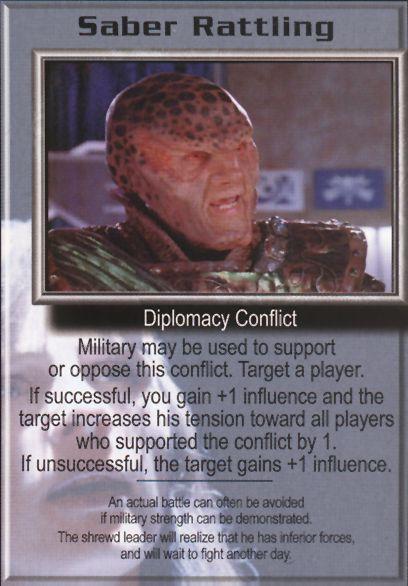 Saber Rattling
Diplomacy Conflict
Military may be used to support
or oppose this conflict. Target a player.
If successful, you gain +1 influence and the
target increases his tension toward all players
who supported the conflict by 1.
If unsuccessful, the target gains +1 influence.
An actual battle can often be avoided
if military strength can be demonstrated.
The shrewd leader will realize that he has inferior forces,
and will wait to fight another day.